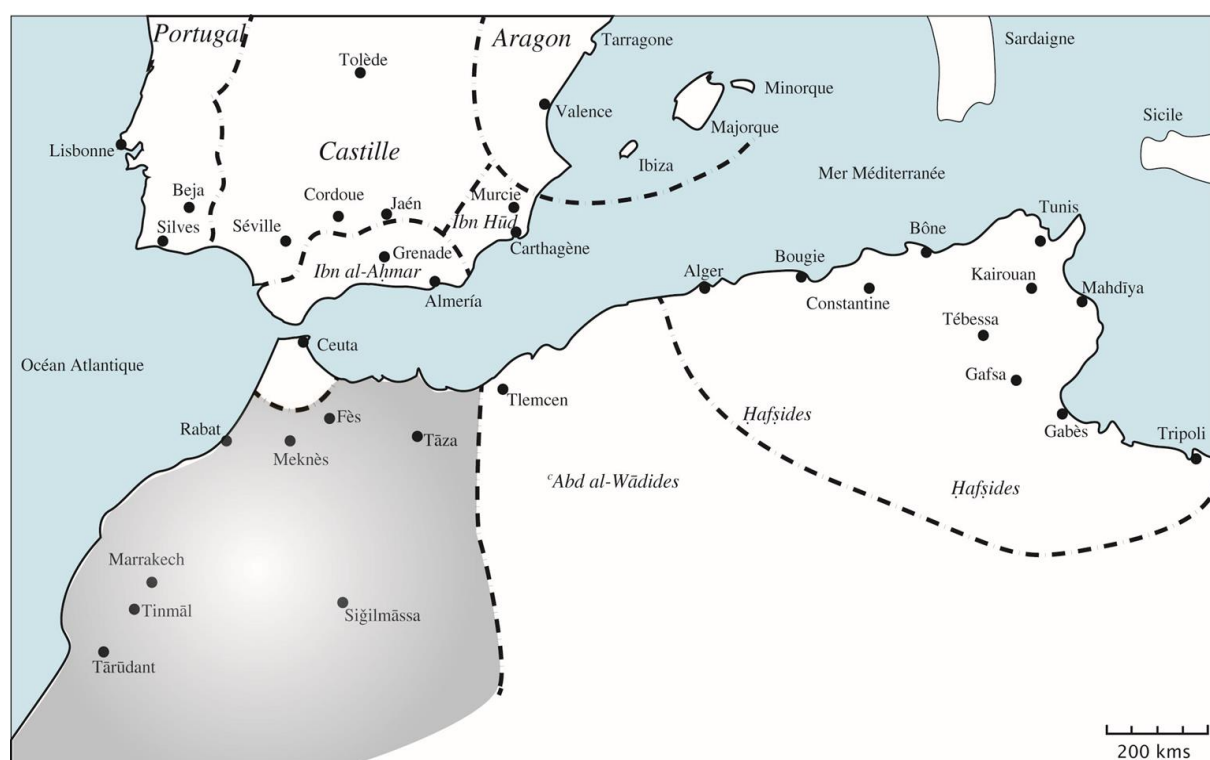 Portugal
Aragon
Tarragone
Sardaigne
Tolède
Minorque
Valence
Majorque
Sicile
Lisbonne
Castille
Ibiza
Mer Méditerranée
Beja
Cordoue
Jaén
Murcie
Silves
Séville
Ibn Hūd
Tunis
Bône
Carthagène
Grenade
Ibn al-Aḥmar
Bougie
Alger
Kairouan
Almería
Constantine
Mahdīya
Tébessa
Ceuta
Océan Atlantique
Gafsa
Tlemcen
Fès
Ḥafṣides
Rabat
Tāza
Gabès
Tripoli
Meknès
ᶜAbd al-Wādides
Ḥafṣides
Marrakech
Tinmāl
Siğilmāssa
Tārūdant
200 kms